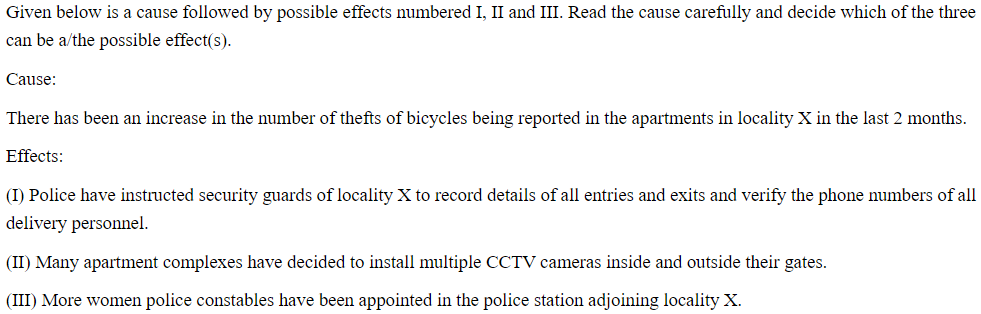 Given below is a cause followed by possible effects numbered I, II and III. Read the cause carefully and decide which of the three
can be a/the possible effect(s).
Cause:
There has been an increase in the number of thefts of bicycles being reported in the apartments in locality X in the last 2 months.
Effects:
(I) Police have instructed security guards of locality X to record details of all entries and exits and verify the phone numbers of all
delivery personnel.
(II) Many apartment complexes have decided to install multiple CCTV cameras inside and outside their gates.
(III) More women police constables have been appointed in the police station adjoining locality X.